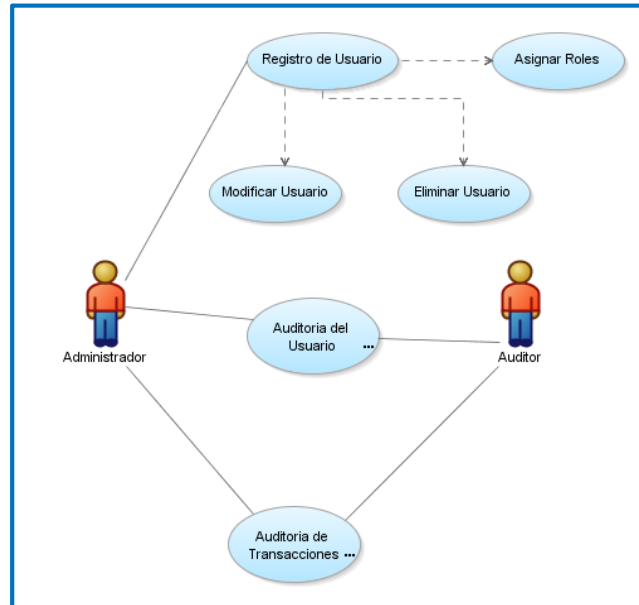 Registro de Usuario
Asignar Roles
Modificar Usuario
Eliminar Usuario
Auditoria del
Usuario ...
Administrador
Auditor
Auditoria de
Transacciones ...